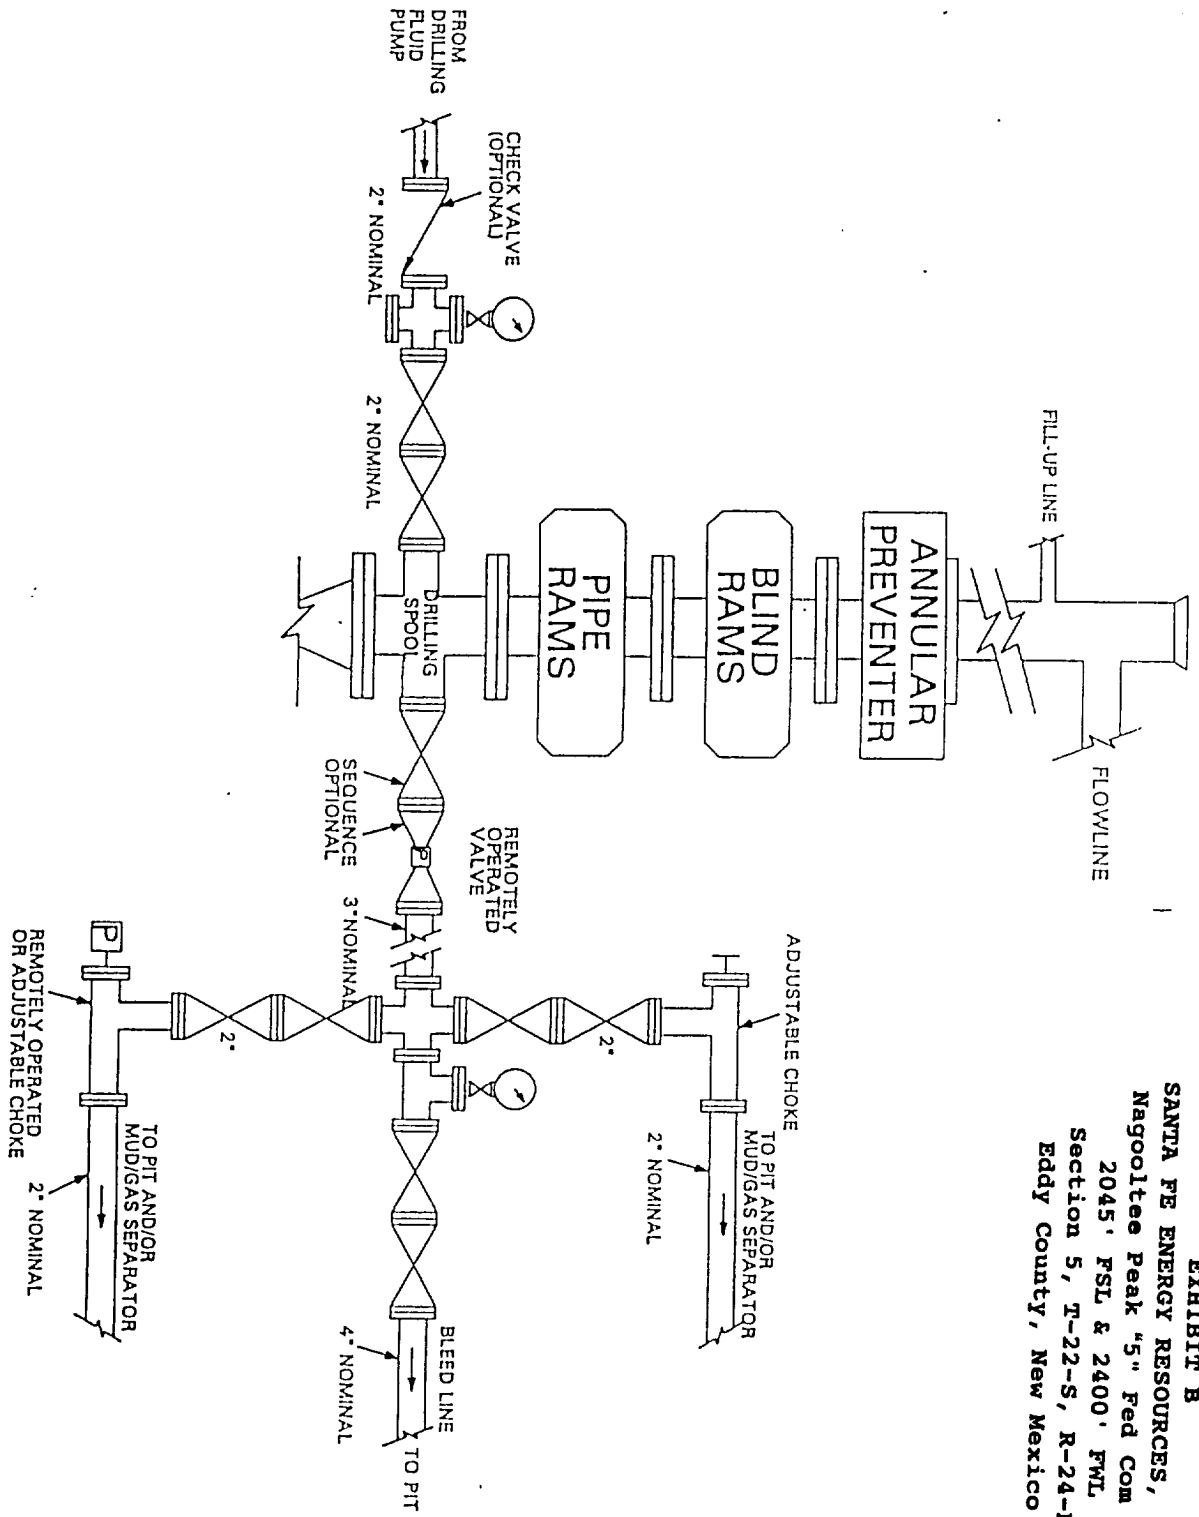 EXHIBIT B
SANTA FE ENERGY RESOURCES,
Nagooltee Peak "5" Fed Com
2045' FSL & 2400' FWL
Section 5, T-22-S, R-24-
Eddy County, New Mexico
FILL-UP LINE
FLOWLINE
ANNULAR
PREVENTER
BLIND
RAMS
PIPE
RAMS
DRILLING
SPOOL
FROM
DRILLING
FLUID
PUMP
CHECK VALVE
(OPTIONAL)
2" NOMINAL
2" NOMINAL
SEQUENCE
OPTIONAL
REMOTELY
OPERATED
VALVE
P
3" NOMINAL
ADJUSTABLE CHOKE
2"
TO PIT AND/OR
MUD/GAS SEPARATOR
2" NOMINAL
BLEED LINE
TO PIT
4" NOMINAL
2"
P
REMOTELY OPERATED
OR ADJUSTABLE CHOKE
TO PIT AND/OR
MUD/GAS SEPARATOR
2" NOMINAL